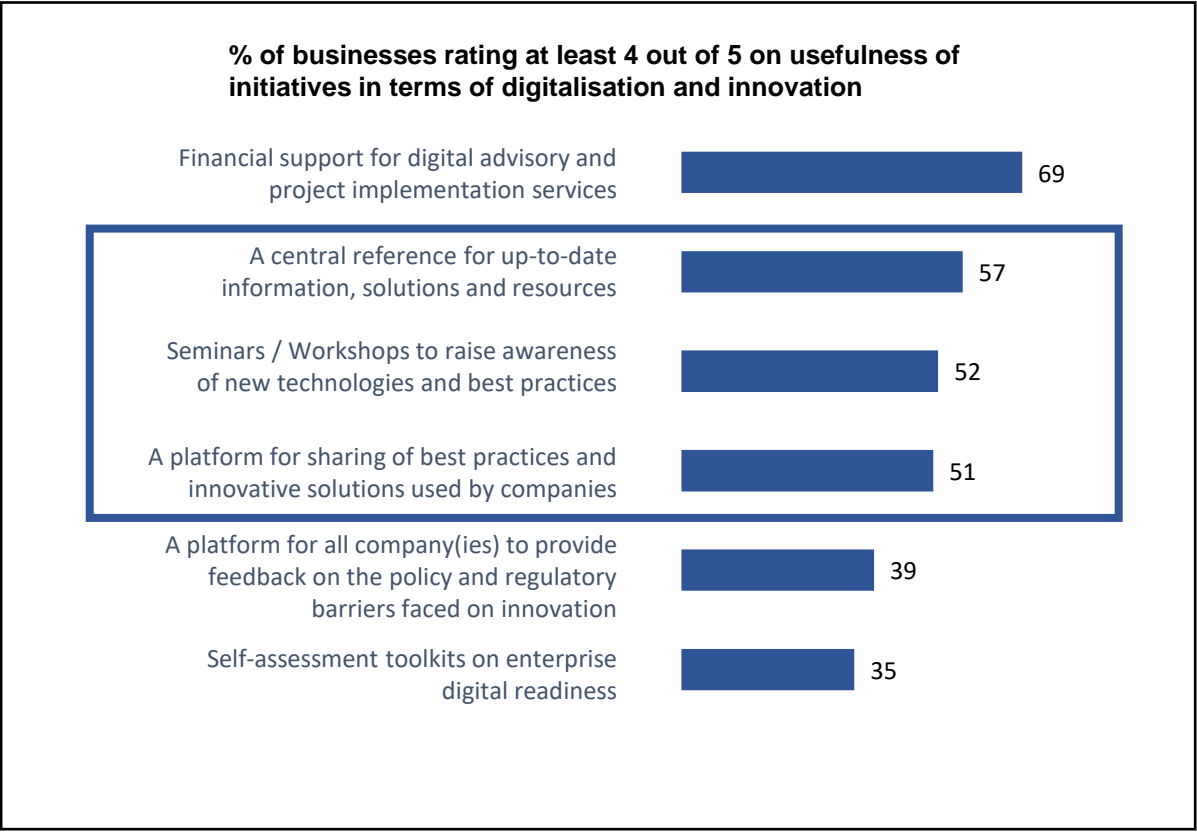 % of businesses rating at least 4 out of 5 on usefulness of
initiatives in terms of digitalisation and innovation
Financial support for digital advisory and
project implementation services
69
A central reference for up-to-date
information, solutions and resources
57
Seminars / Workshops to raise awareness
of new technologies and best practices
52
A platform for sharing of best practices and
innovative solutions used by companies
51
A platform for all company(ies) to provide
feedback on the policy and regulatory
barriers faced on innovation
39
Self-assessment toolkits on enterprise
digital readiness
35